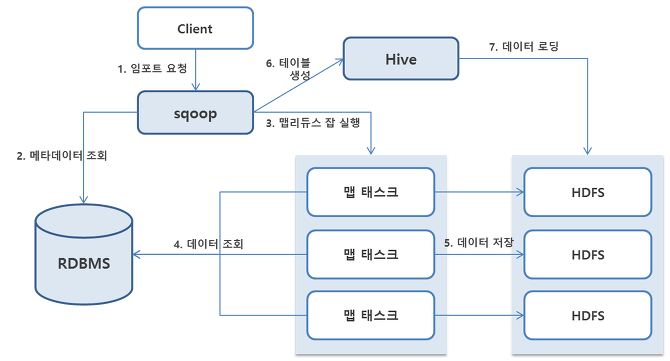 Client
1. 임포트 요청
sqoop
6. 테이블
생성
Hive
7. 데이터 로딩
3. 맵리듀스 잡 실행
2. 메타데이터 조회
RDBMS
4. 데이터 조회
맵 태스크
맵 태스크
맵 태스크
5. 데이터 저장
HDFS
HDFS
HDFS